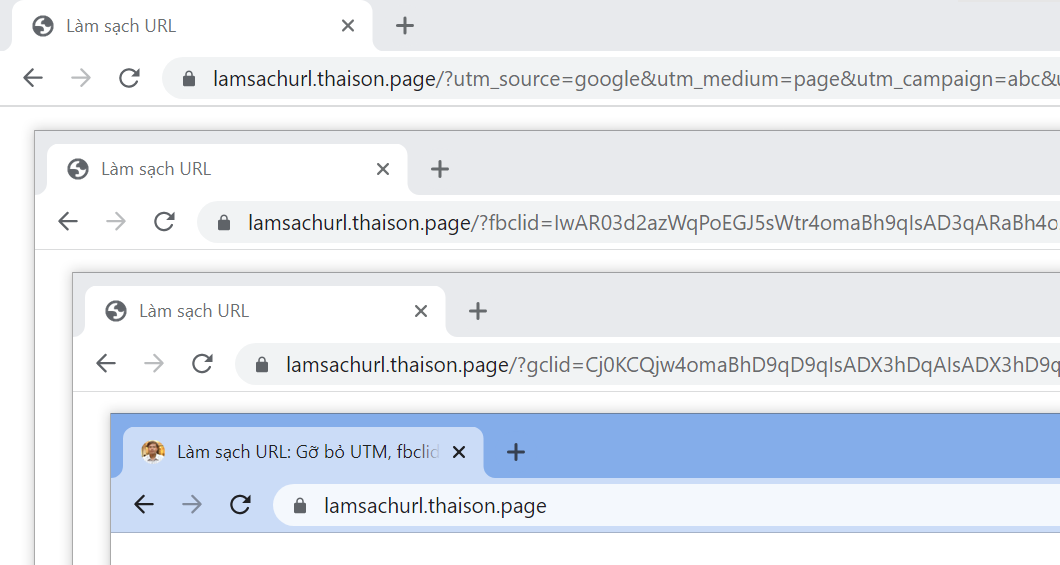 Làm sạch URL
lamsachurl.thaison.page/?utm_source=google&utm_medium=page&utm_campaign=abc&u
Làm sạch URL
lamsachurl.thaison.page/?fbclid=IwAR03d2azWqPoEGJ5sWtr4omaBh9qIsAD3qARaBh4o
Làm sạch URL
lamsachurl.thaison.page/?gclid=Cj0KCQjw4omaBhD9qD9qIsADX3hDqAIsADX3hD9q
Làm sạch URL: Gỡ bỏ UTM, fbclid
lamsachurl.thaison.page